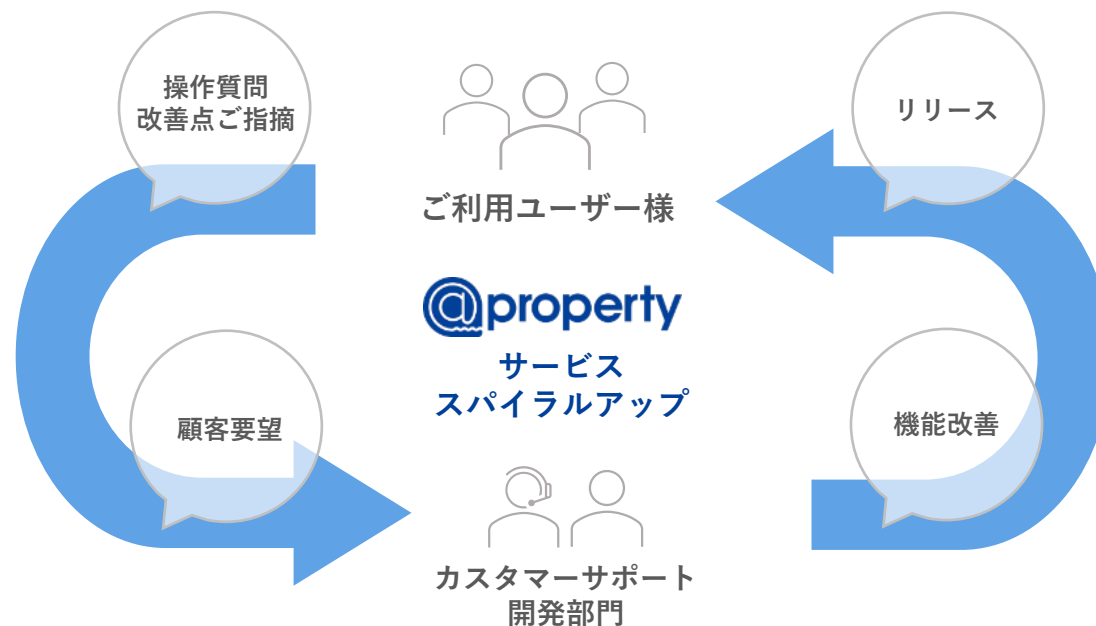 操作質問
改善点ご指摘
リリース
ご利用ユーザー様
@property
サービス
スパイラルアップ
顧客要望
機能改善
カスタマーサポート
開発部門